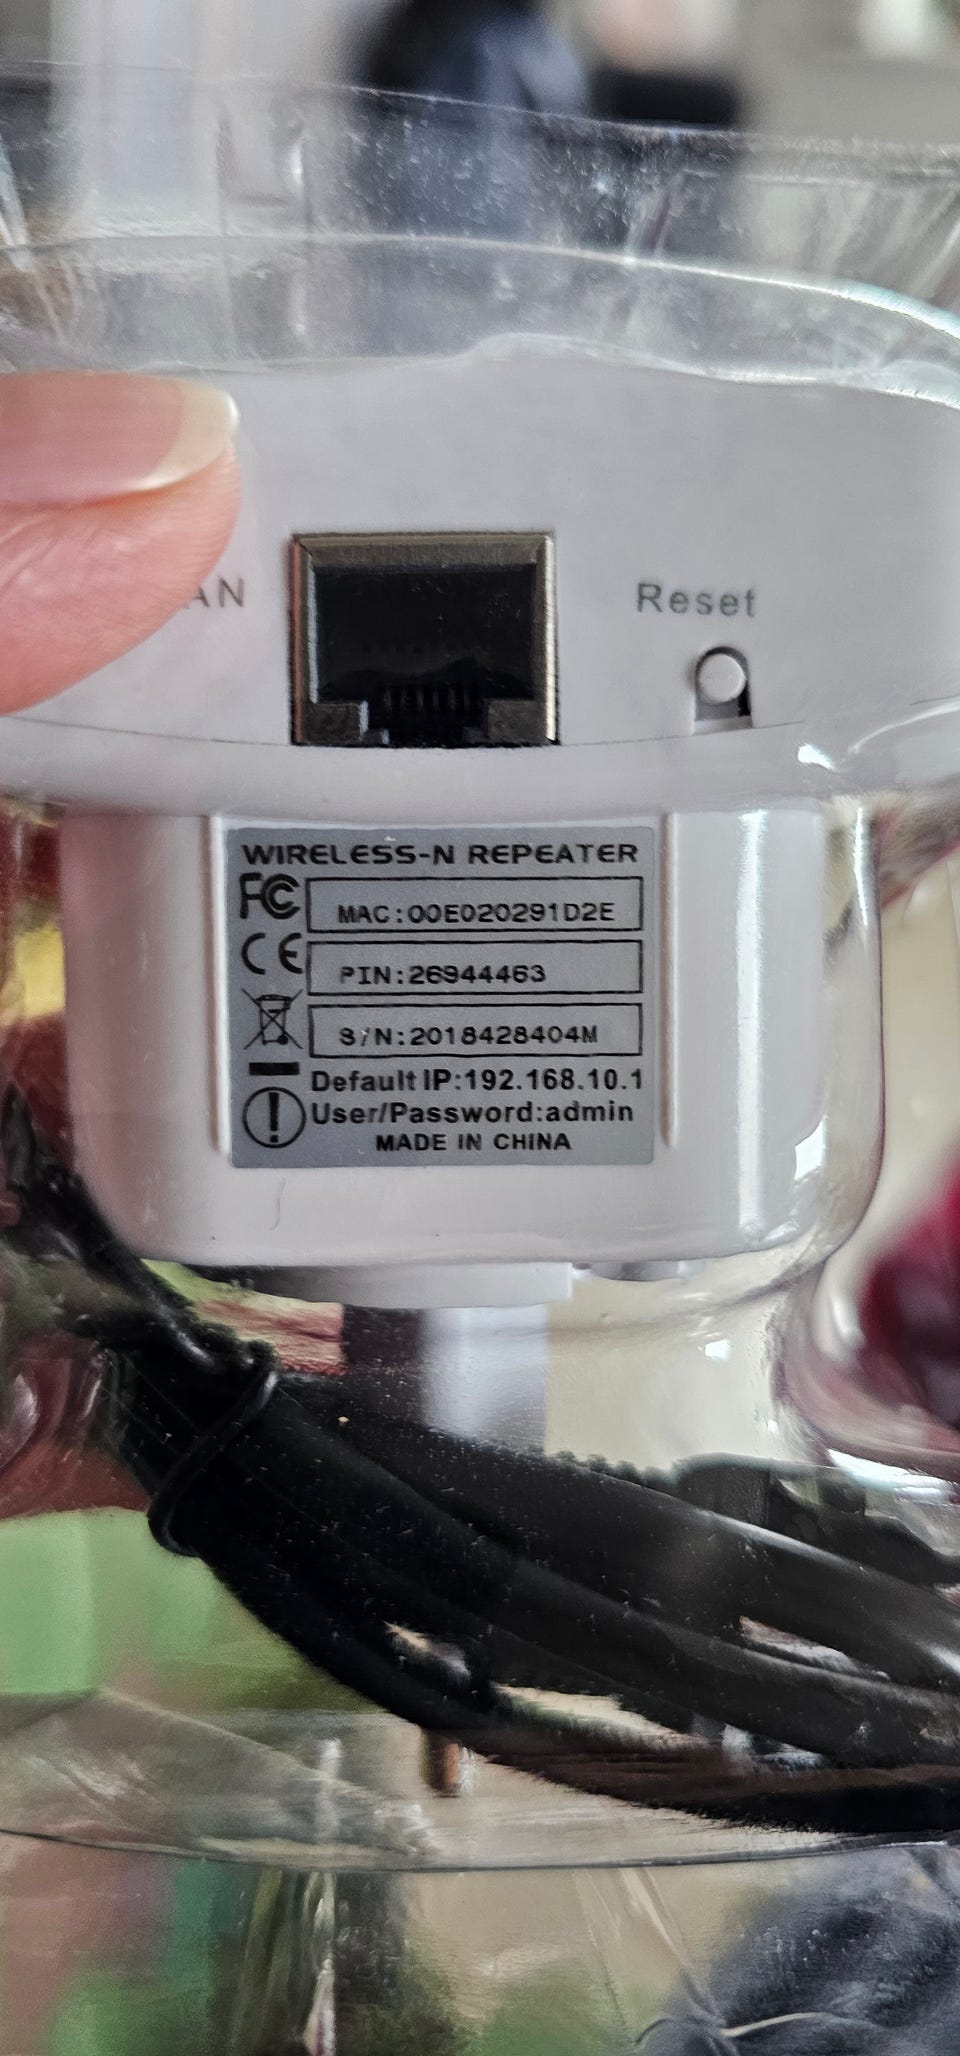 AN
Reset
WIRELESS-N REPEATER
FC
MAC:00E020291D2E
CE
PIN:26944463
S/N:2018428404M
Default IP:192.168.10.1
User/Password:admin
MADE IN CHINA